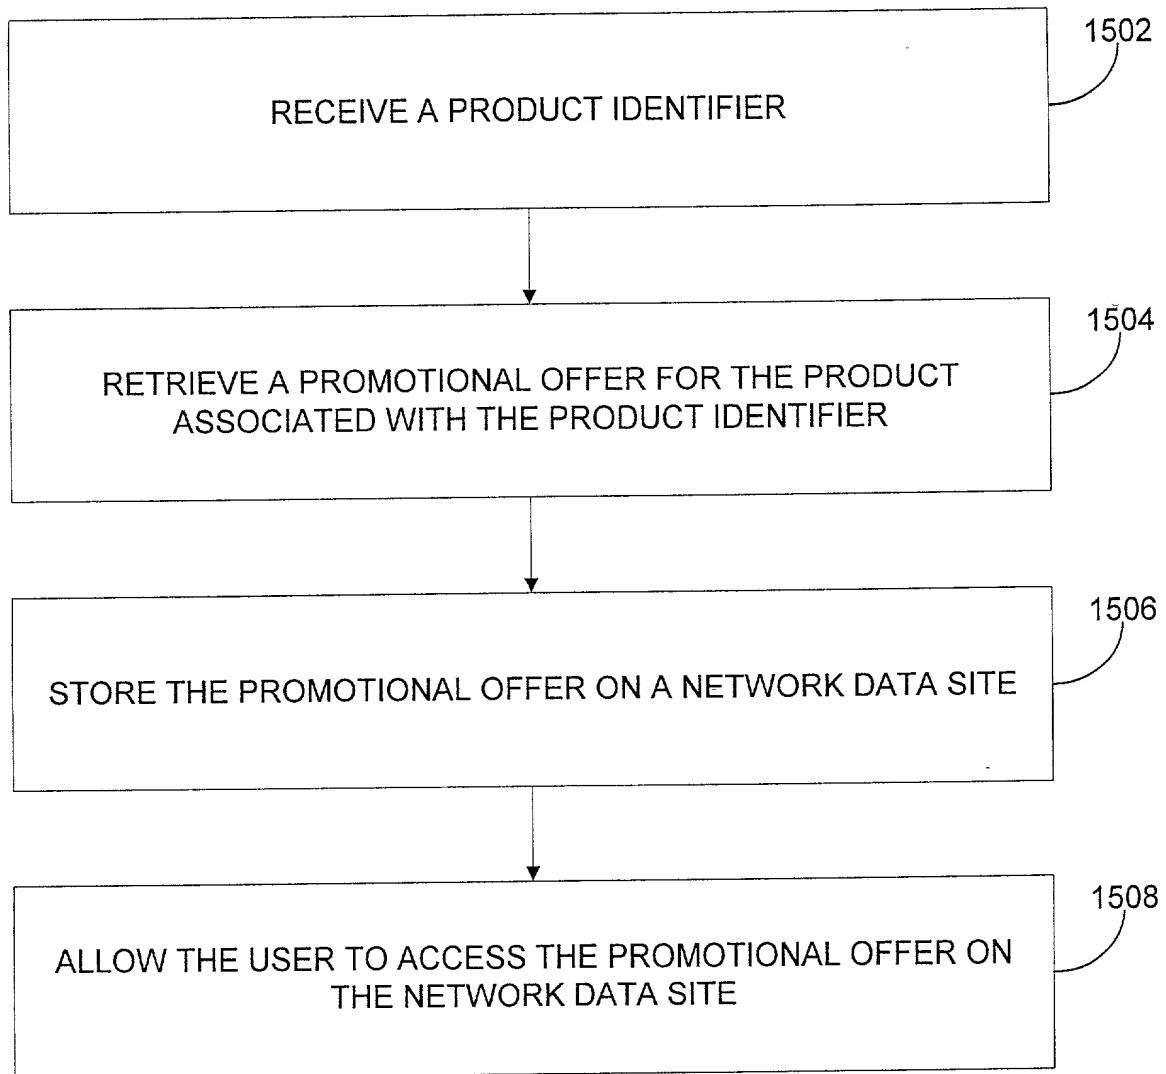 1502
RECEIVE A PRODUCT IDENTIFIER
1504
RETRIEVE A PROMOTIONAL OFFER FOR THE PRODUCT
ASSOCIATED WITH THE PRODUCT IDENTIFIER
1506
STORE THE PROMOTIONAL OFFER ON A NETWORK DATA SITE
1508
ALLOW THE USER TO ACCESS THE PROMOTIONAL OFFER ON
THE NETWORK DATA SITE